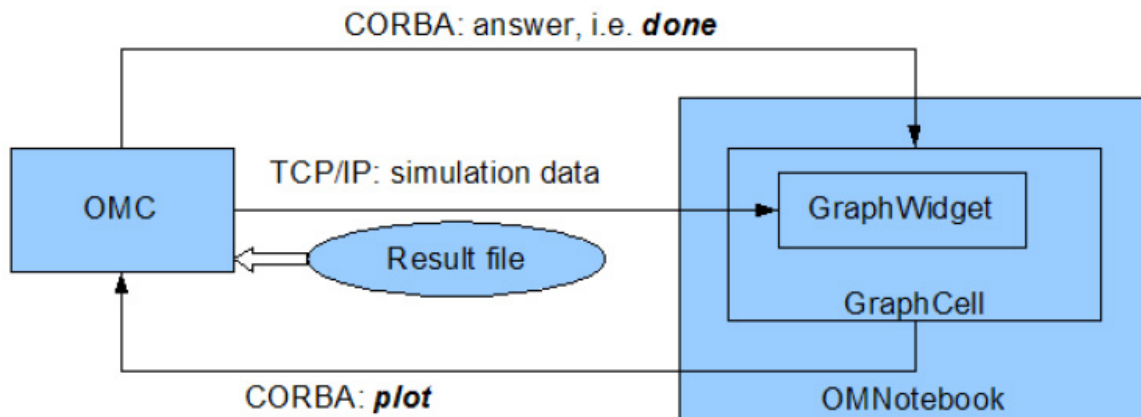 CORBA: answer, i.e. done
TCP/IP: simulation data
OMC
GraphWidget
Result file
GraphCell
CORBA: plot
OMNotebook